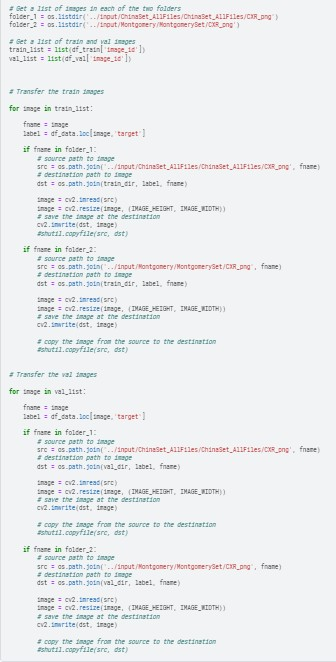 # Get a list of images in each of the two folders
folder_1 = os.listdir('../input/ChinaSet_AllFiles/ChinaSet_AllFiles/CXR_png')
folder_2 = os.listdir('../input/Montgomery/MontgomerySet/CXR_png')
# Get a list of train and val images
train_list = list(df_train['image_id'])
val_list = list(df_val['image_id'])
# Transfer the train images
for image in train_list:
fname = image
label = df_data.loc[image,'target']
if fname in folder_1:
# source path to image
src = os.path.join('../input/ChinaSet_AllFiles/ChinaSet_AllFiles/CXR_png', fname)
# destination path to image
dst = os.path.join(train_dir, label, fname)
image = cv2.imread(src)
image = cv2.resize(image, (IMAGE_HEIGHT, IMAGE_WIDTH))
# save the image at the destination
cv2.imwrite(dst, image)
#shutil.copyfile(src, dst)
if fname in folder_2:
# source path to image
src = os.path.join('../input/Montgomery/MontgomerySet/CXR_png', fname)
# destination path to image
dst = os.path.join(train_dir, label, fname)
image = cv2.imread(src)
image = cv2.resize(image, (IMAGE_HEIGHT, IMAGE_WIDTH))
# save the image at the destination
cv2.imwrite(dst, image)
# copy the image from the source to the destination
#shutil.copyfile(src, dst)
# Transfer the val images
for image in val_list:
fname = image
label = df_data.loc[image,'target']
if fname in folder_1:
# source path to image
src = os.path.join('../input/ChinaSet_AllFiles/ChinaSet_AllFiles/CXR_png', fname)
# destination path to image
dst = os.path.join(val_dir, label, fname)
image = cv2.imread(src)
image = cv2.resize(image, (IMAGE_HEIGHT, IMAGE_WIDTH))
# save the image at the destination
cv2.imwrite(dst, image)
# copy the image from the source to the destination
#shutil.copyfile(src, dst)
if fname in folder_2:
# source path to image
src = os.path.join('../input/Montgomery/MontgomerySet/CXR_png', fname)
# destination path to image
dst = os.path.join(val_dir, label, fname)
image = cv2.imread(src)
image = cv2.resize(image, (IMAGE_HEIGHT, IMAGE_WIDTH))
# save the image at the destination
cv2.imwrite(dst, image)
# copy the image from the source to the destination
#shutil.copyfile(src, dst)